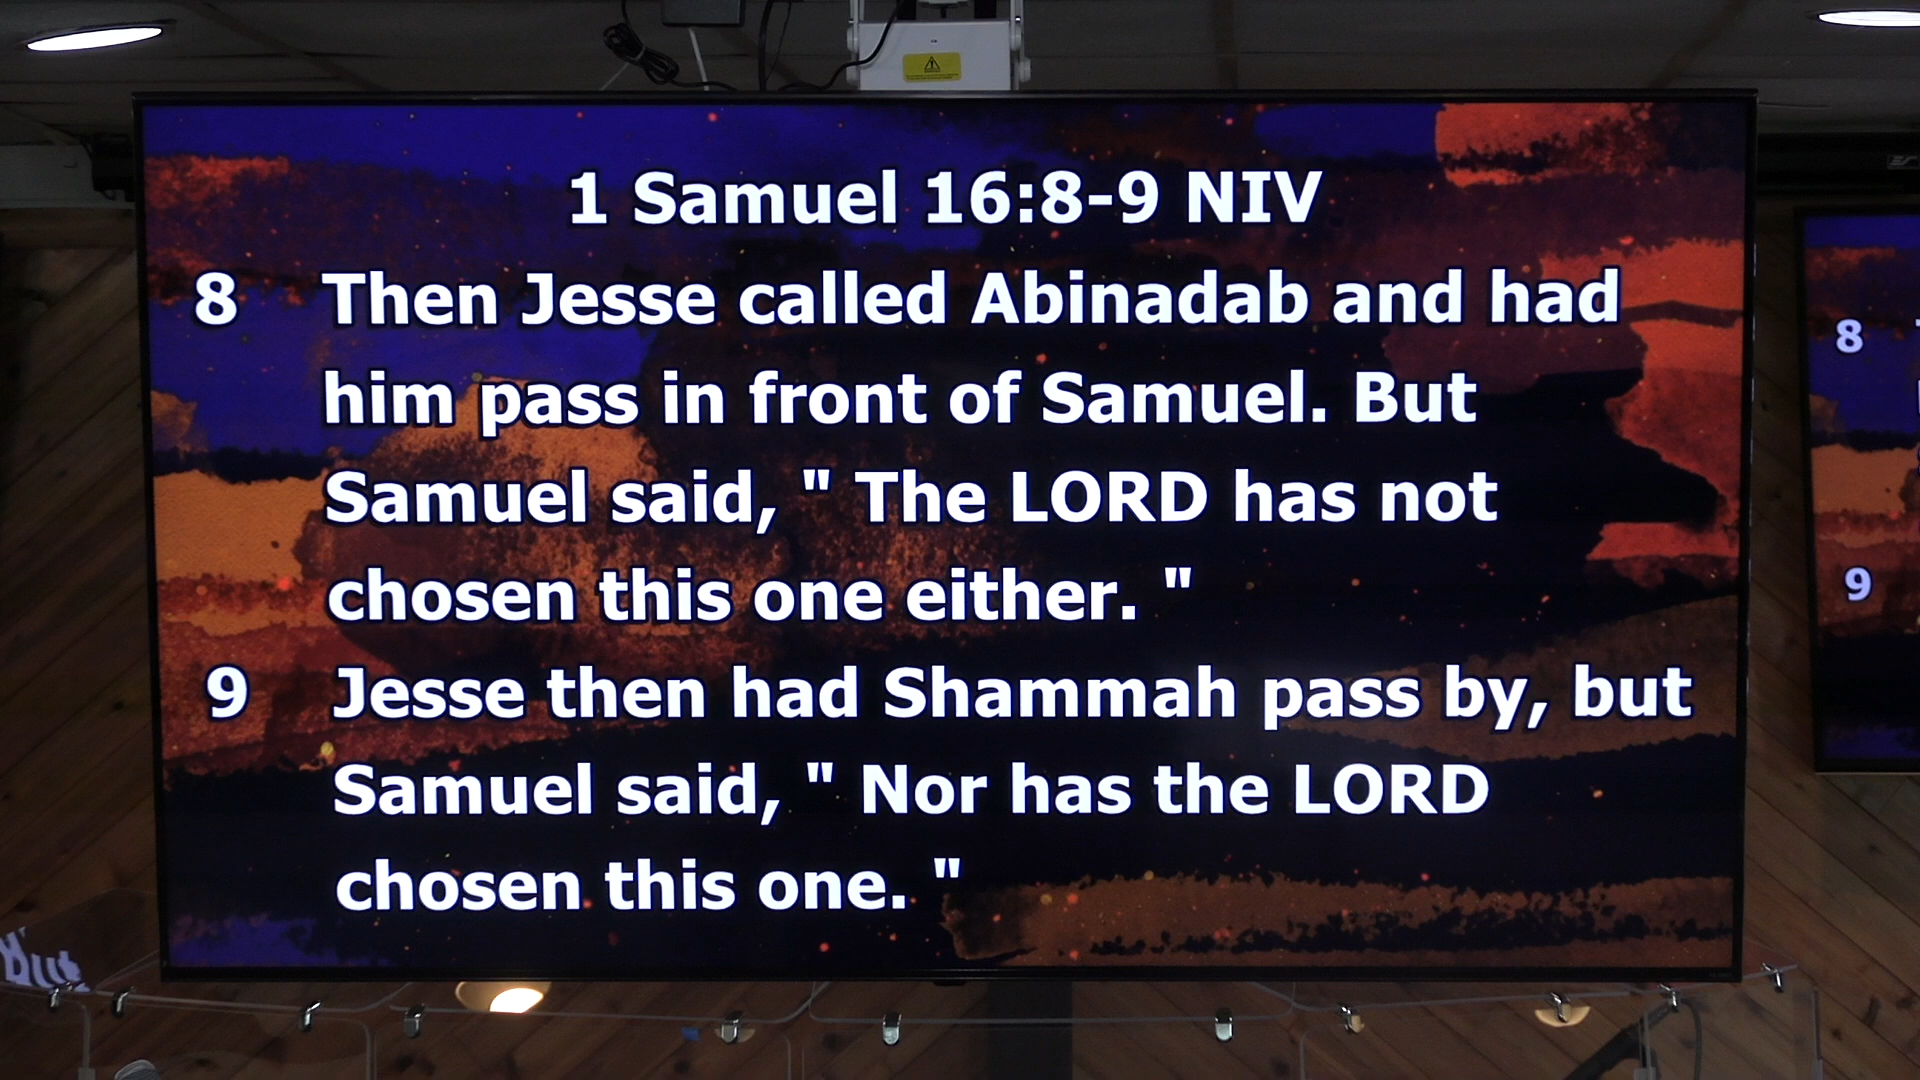 1 Samuel 16:8-9 NIV
8 Then Jesse called Abinadab and had
him pass in front of Samuel. But
Samuel said, " The LORD has not
chosen this one either. "
9 Jesse then had Shammah pass by, but
Samuel said, " Nor has the LORD
chosen this one. "
8
9
but